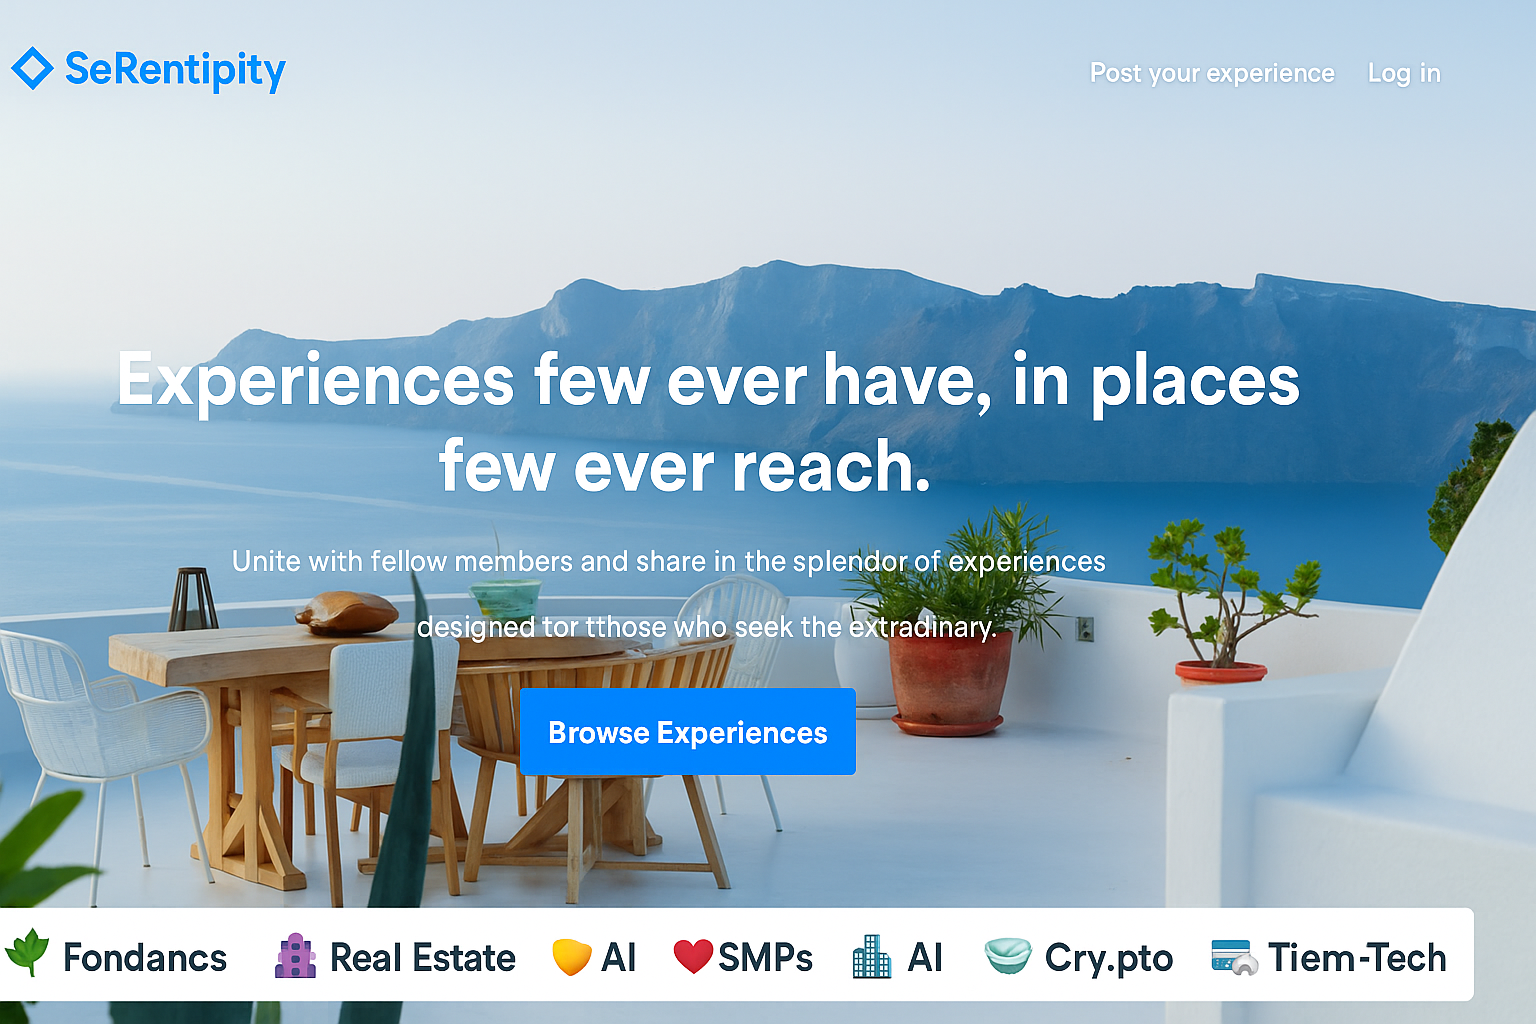 SeRentipity
Post your experience Log in
Experiences few ever have, in places
few ever reach.
Unite with fellow members and share in the splendor of experiences
designed tor tthose who seek the extradinary.
Browse Experiences
Fondancs Real Estate AI SMPs AI Cry.pto Tiem-Tech